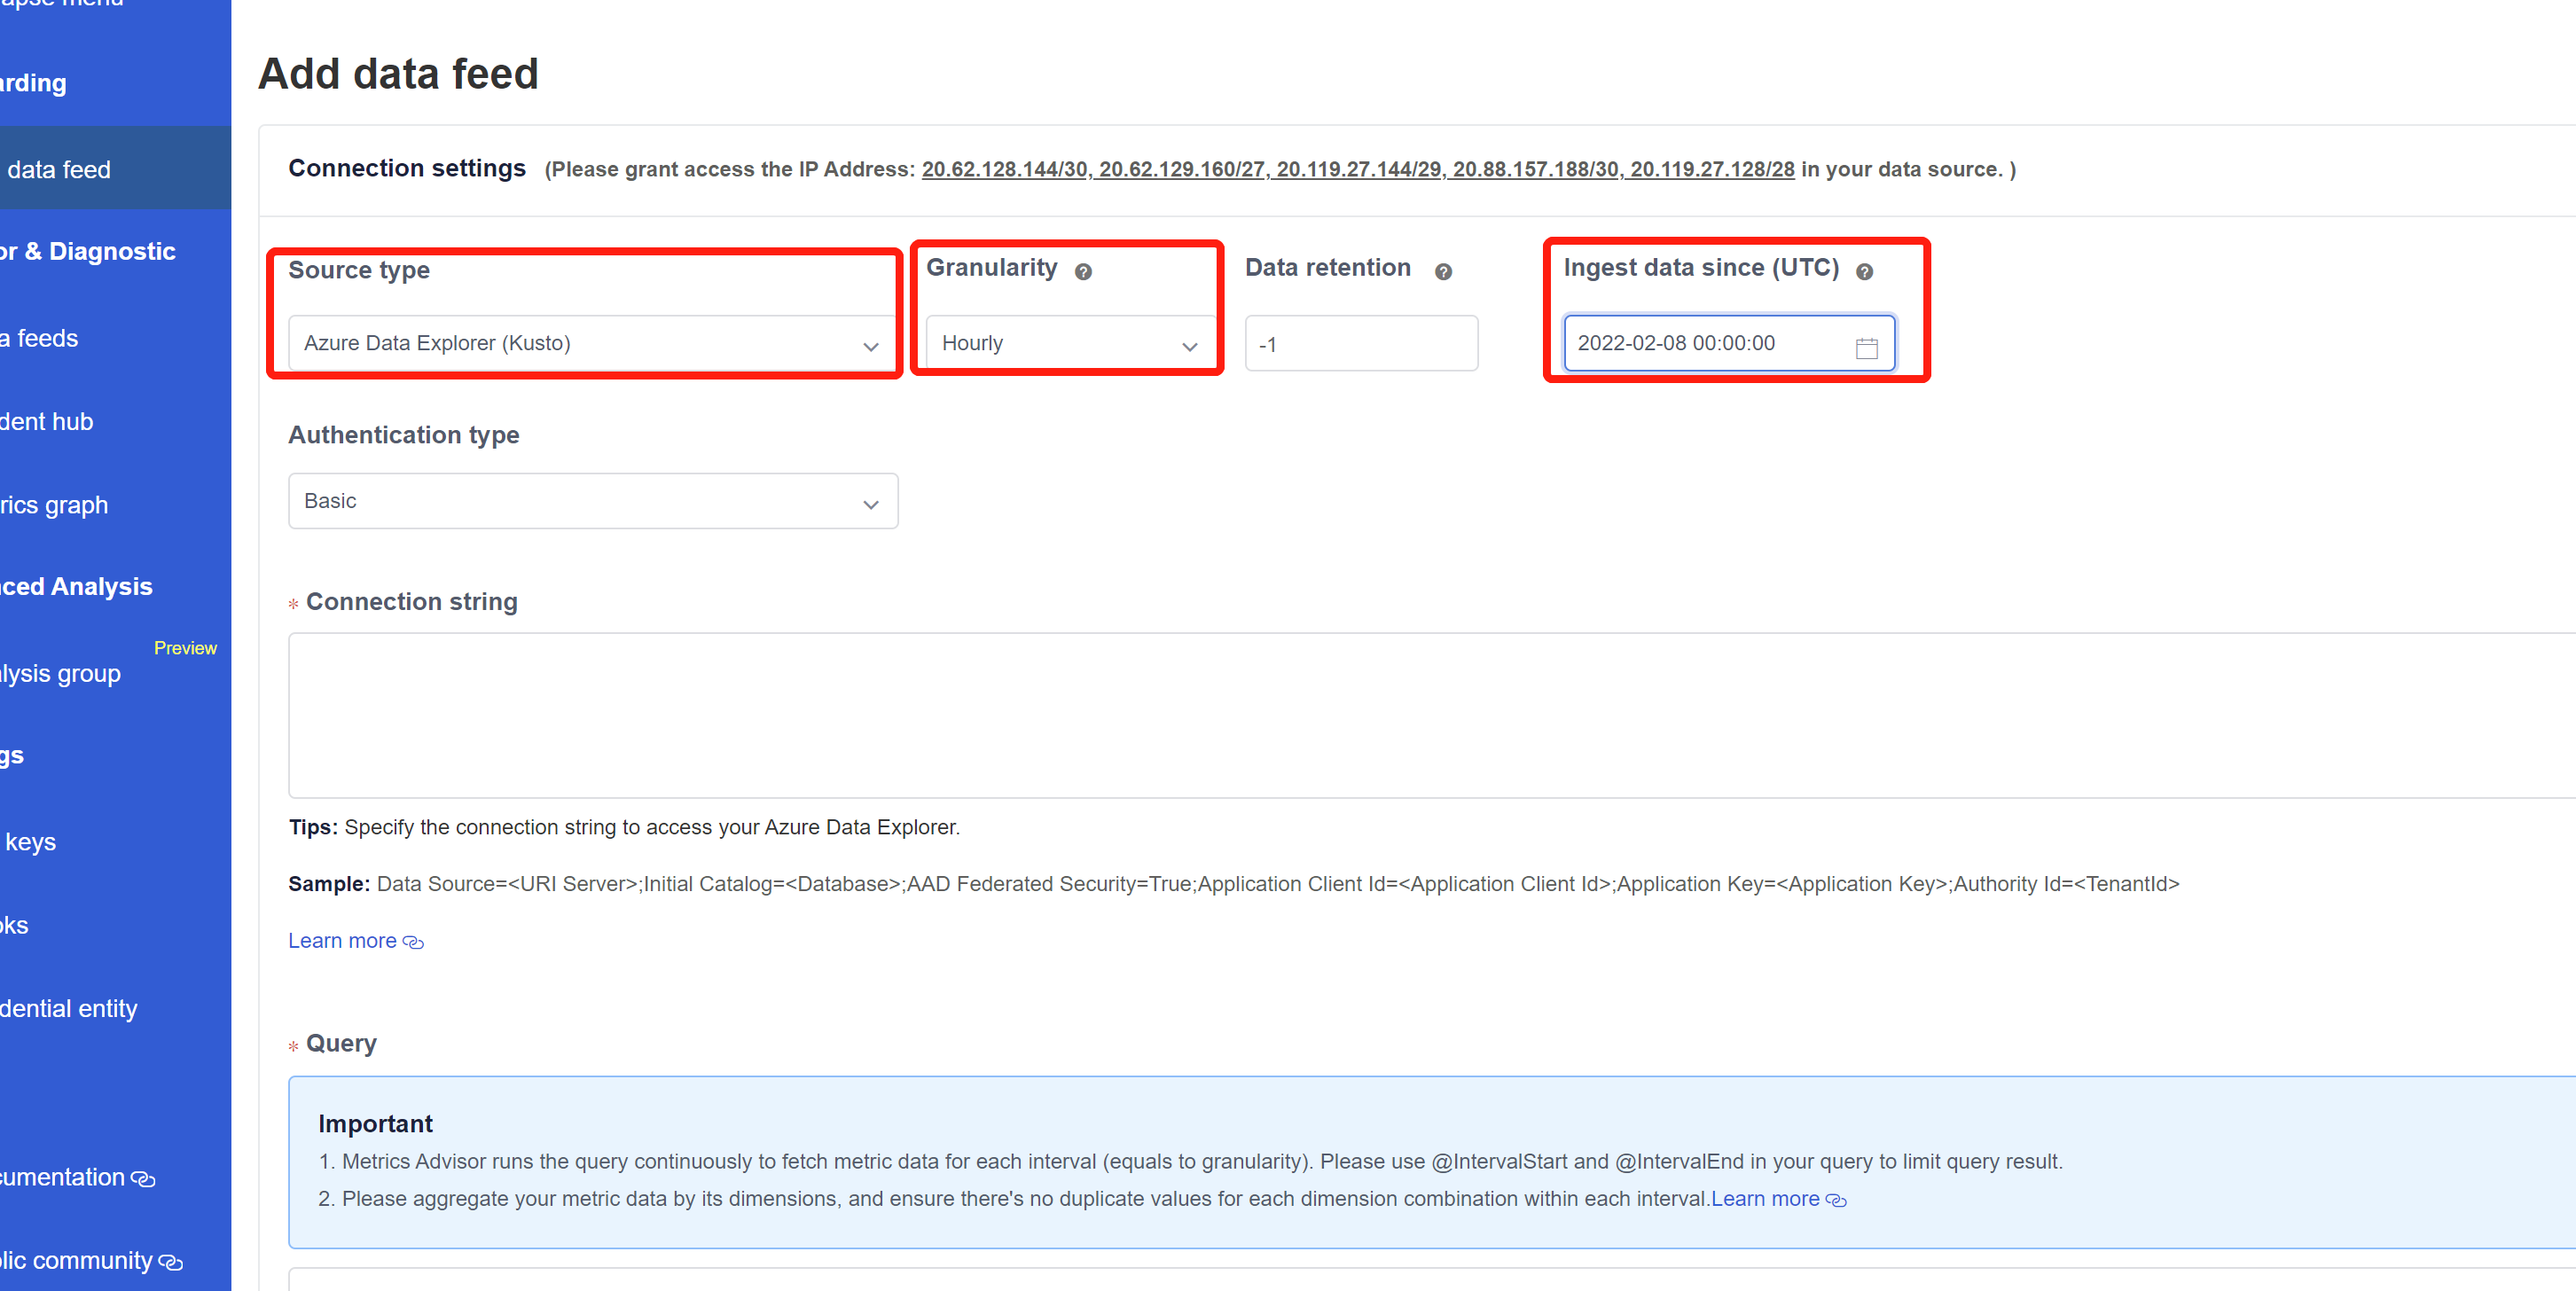 apse menu
arding
data feed
or & Diagnostic
a feeds
dent hub
rics graph
nced Analysis
Preview
alysis group
gs
keys
oks
dential entity
cumentation
lic community
Add data feed
Connection settings (Please grant access the IP Address: 20.62.128.144/30, 20.62.129.160/27, 20.119.27.144/29, 20.88.157.188/30, 20.119.27.128/28 in your data source. )
Source type
Granularity ?
Data retention ?
Ingest data since (UTC) ?
Azure Data Explorer (Kusto)
Hourly
-1
2022-02-08 00:00:00
Authentication type
Basic
* Connection string
Tips: Specify the connection string to access your Azure Data Explorer.
Sample: Data Source=<URI Server>;Initial Catalog=<Database>;AAD Federated Security=True;Application Client Id=<Application Client Id>;Application Key=<Application Key>;Authority Id=<TenantId>
Learn more
* Query
Important
1. Metrics Advisor runs the query continuously to fetch metric data for each interval (equals to granularity). Please use @IntervalStart and @IntervalEnd in your query to limit query result.
2. Please aggregate your metric data by its dimensions, and ensure there's no duplicate values for each dimension combination within each interval.Learn more